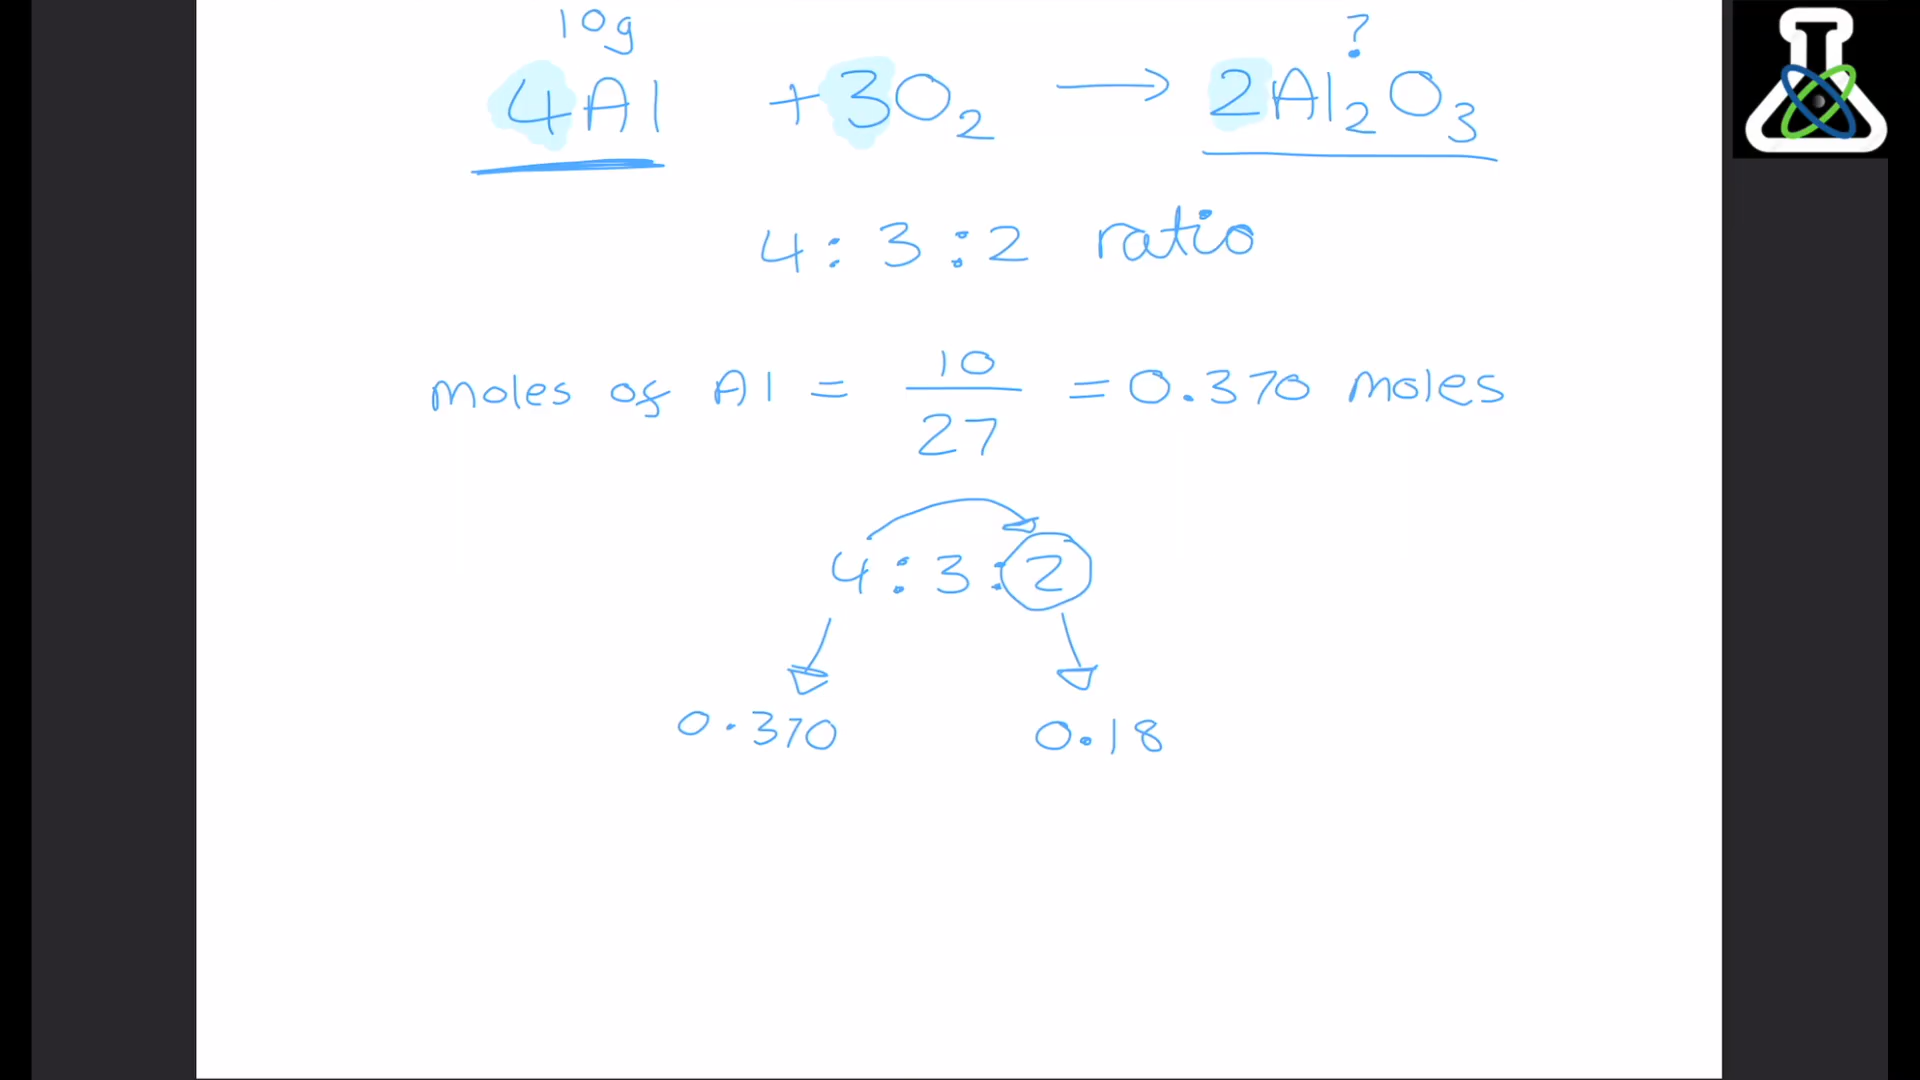 10g ?
4Al + 3O₂ → 2Al₂O₃
4 : 3 : 2 ratio
moles of Al = 10/27 = 0.370 moles
4 : 3 : 2
0.370 0.18